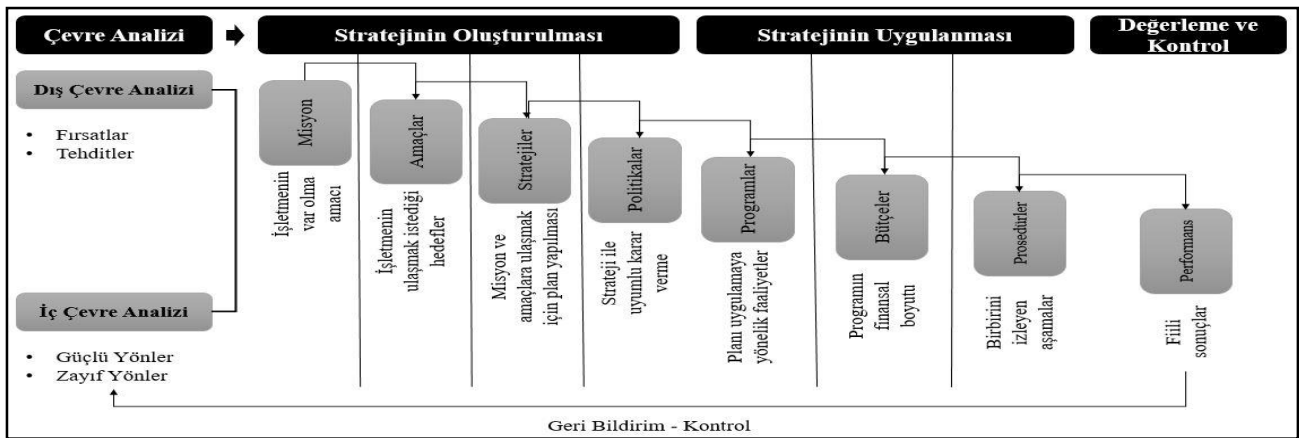 Çevre Analizi
Stratejinin Oluşturulması
Stratejinin Uygulanması
Değerleme ve
Kontrol
Dış Çevre Analizi
• Fırsatlar
• Tehditler
İç Çevre Analizi
• Güçlü Yönler
• Zayıf Yönler
Misyon
İşletmenin
var olma
amacı
Amaçlar
İşletmenin
ulaşmak istediği
hedefler
Stratejiler
Misyon ve
amaçlara ulaşmak
için plan yapılması
Politikalar
Strateji ile
uyumlu karar
verme
Programlar
Planı uygulamaya
yönelik faaliyetler
Bütçeler
Programın
finansal
boyutu
Prosedürler
Birbirini
izleyen
aşamalar
Performans
Fiili
sonuçlar
Geri Bildirim - Kontrol